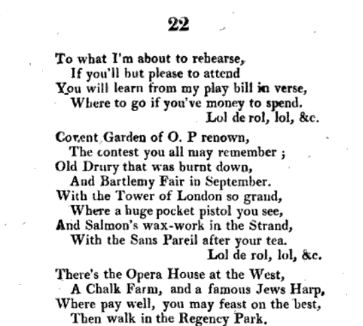 22
To what I'm about to rehearse,
If you'll but please to attend
You will learn from my play bill in verse,
Where to go if you've money to spend.
Lol de rol, lol, &c.
Covent Garden of O. P renown,
The contest you all may remember ;
Old Drury that was burnt down,
And Bartlemy Fair in September.
With the Tower of London so grand,
Where a huge pocket pistol you see,
And Salmon's wax-work in the Strand,
With the Sans Pareil after your tea.
Lol de rol, lol, &c.
There's the Opera House at the West,
A Chalk Farm, and a famous Jews Harp,
Where pay well, you may feast on the best,
Then walk in the Regency Park.